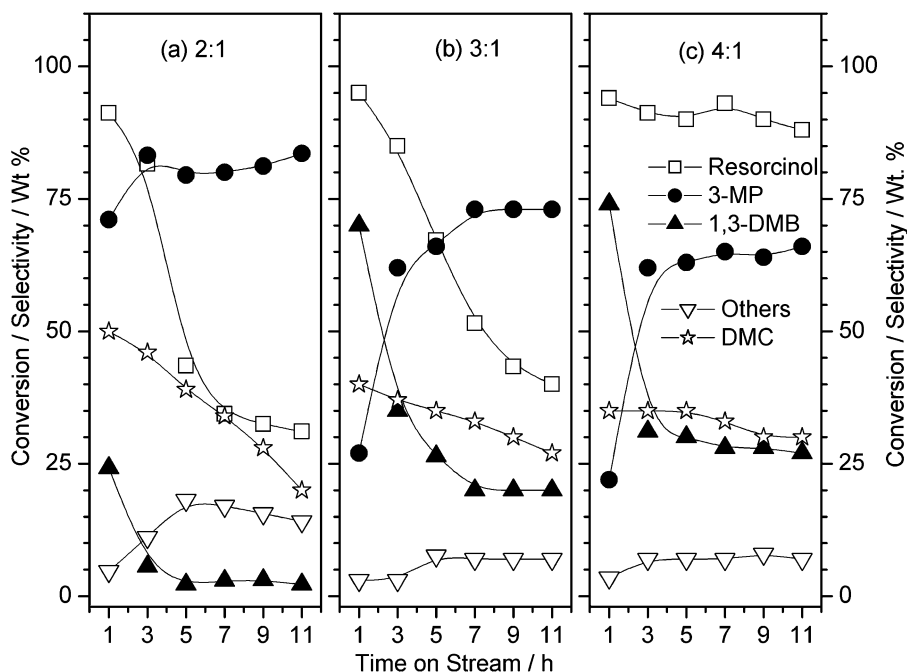 (a) 2:1
(b) 3:1
(c) 4:1
100
75
50
25
0
100
75
50
25
0
Conversion / Selectivity / Wt %
Conversion / Selectivity / Wt. %
Resorcinol
3-MP
1,3-DMB
Others
DMC
1 3 5 7 9 11
1 3 5 7 9 11
1 3 5 7 9 11
Time on Stream / h